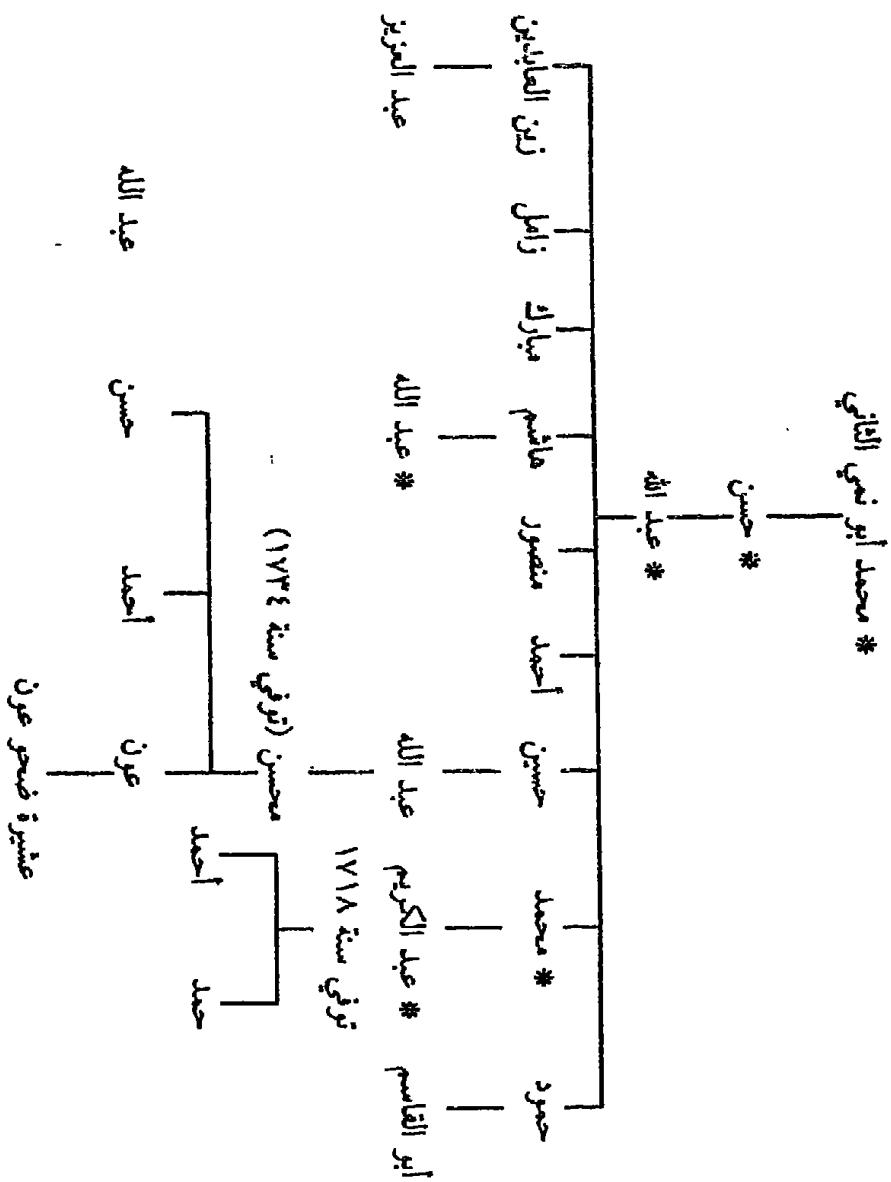 * محمد أبو نمي الثاني
* حسن
* عبد الله
حمود * محمد حسين أحمد منصور هاشم مبارك زامل زين العابدين
أبو القاسم * عبد الكريم عبد الله * عبد الله عبد العزيز
توفي سنة ١٧١٨
محسن (توفي سنة ١٧٣٤)
حمد أحمد
عون أحمد حسن عبد الله
عشيرة ضحو عون